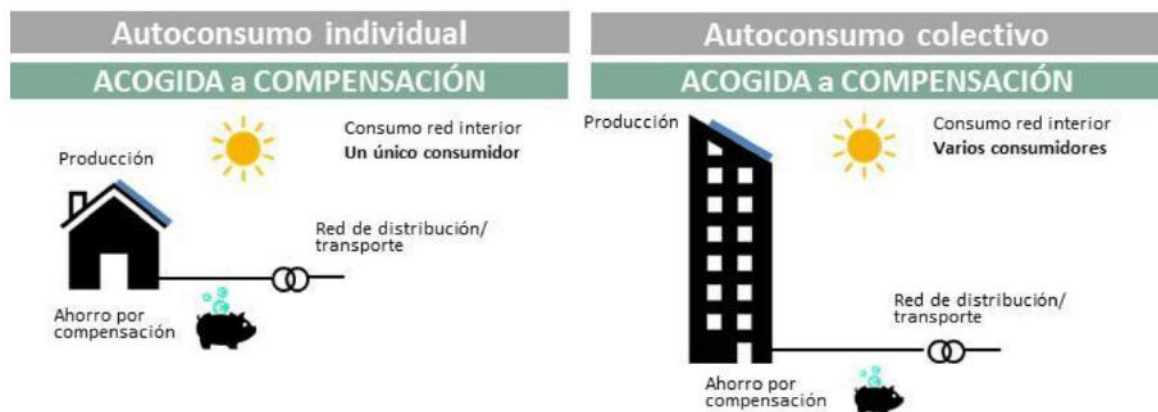 Autoconsumo individual
ACOGIDA a COMPENSACIÓN
Consumo red interior
Un único consumidor
Producción
Red de distribución/
transporte
Ahorro por
compensación
Autoconsumo colectivo
ACOGIDA a COMPENSACIÓN
Producción
Consumo red interior
Varios consumidores
Red de distribución/
transporte
Ahorro por
compensación